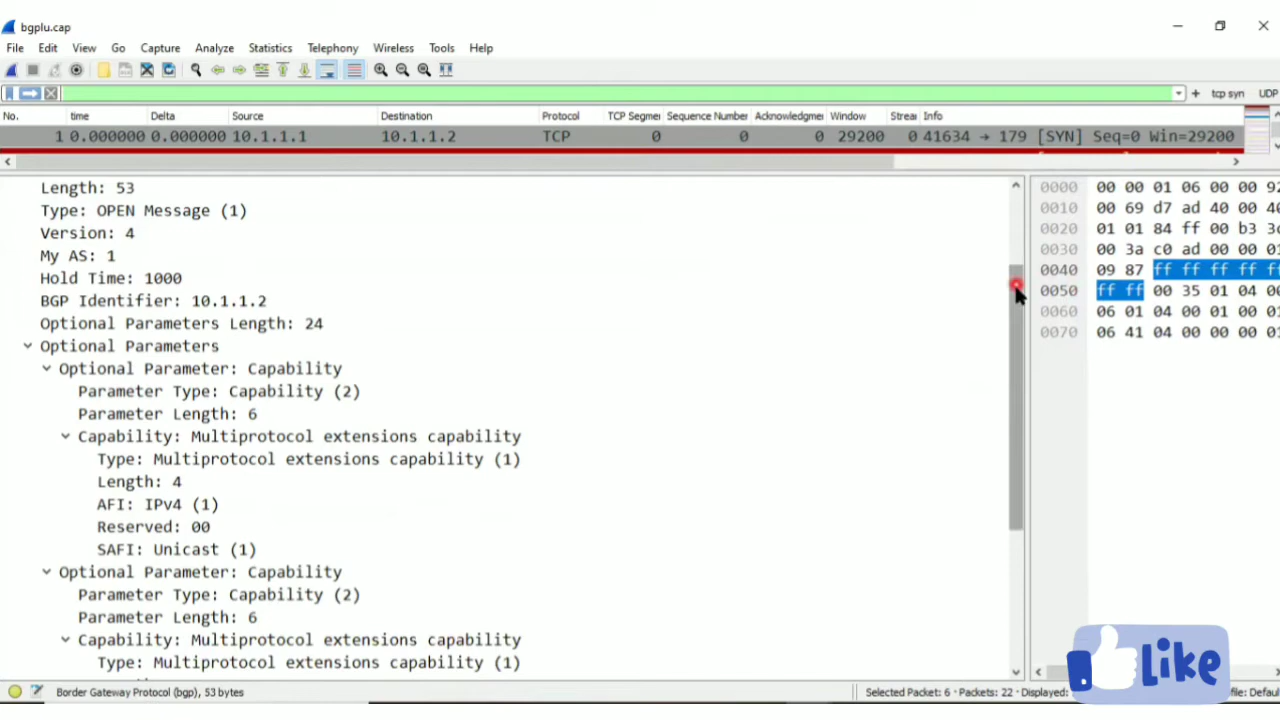 bgplu.cap
File Edit View Go Capture Analyze Statistics Telephony Wireless Tools Help
+ tcp syn UDP
No. time Delta Source Destination Protocol TCP Segmer Sequence Number Acknowledgmer Window Strear Info
1 0.000000 0.000000 10.1.1.1 10.1.1.2 TCP 0 0 0 29200 0 41634 → 179 [SYN] Seq=0 Win=29200
Length: 53
Type: OPEN Message (1)
Version: 4
My AS: 1
Hold Time: 1000
BGP Identifier: 10.1.1.2
Optional Parameters Length: 24
Optional Parameters
Optional Parameter: Capability
Parameter Type: Capability (2)
Parameter Length: 6
Capability: Multiprotocol extensions capability
Type: Multiprotocol extensions capability (1)
Length: 4
AFI: IPv4 (1)
Reserved: 00
SAFI: Unicast (1)
Optional Parameter: Capability
Parameter Type: Capability (2)
Parameter Length: 6
Capability: Multiprotocol extensions capability
Type: Multiprotocol extensions capability (1)
0000 00 00 01 06 00 00 92
0010 00 69 d7 ad 40 00 40
0020 01 01 84 ff 00 b3 3c
0030 00 3a c0 ad 00 00 01
0040 09 87 ff ff ff ff ff
0050 ff ff 00 35 01 04 00
0060 06 01 04 00 01 00 01
0070 06 41 04 00 00 00 01
Like
Border Gateway Protocol (bgp), 53 bytes
Selected Packet: 6 · Packets: 22 · Displayed: file: Defaul